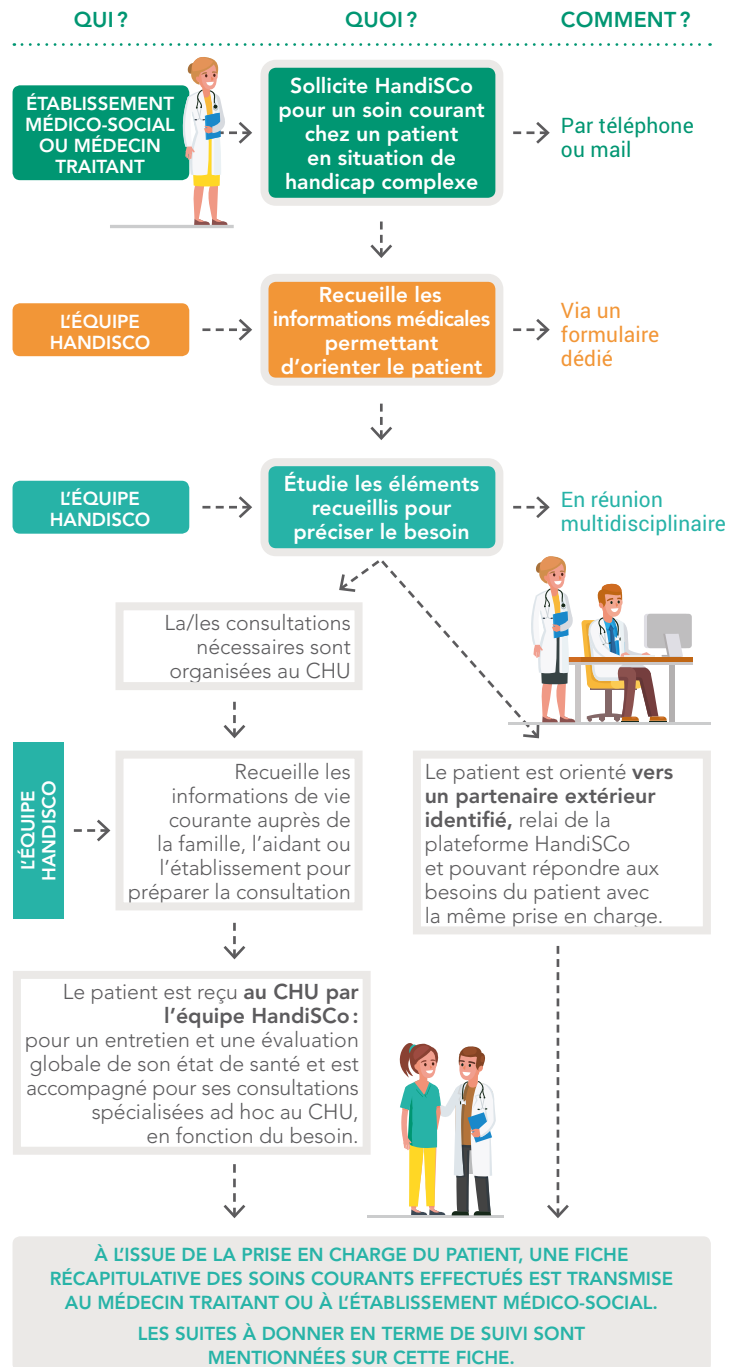 QUI ?
QUOI ?
COMMENT ?
ÉTABLISSEMENT
MÉDICO-SOCIAL
OU MÉDECIN
TRAITANT
Sollicite HandiSCo
pour un soin courant
chez un patient
en situation de
handicap complexe
Par téléphone
ou mail
L'ÉQUIPE
HANDISCO
Recueille les
informations médicales
permettant
d'orienter le patient
Via un
formulaire
dédié
L'ÉQUIPE
HANDISCO
Étudie les éléments
recueillis pour
préciser le besoin
En réunion
multidisciplinaire
La/les consultations
nécessaires sont
organisées au CHU
L'ÉQUIPE
HANDISCO
Recueille les
informations de vie
courante auprès de
la famille, l'aidant ou
l'établissement pour
préparer la consultation
Le patient est orienté vers
un partenaire extérieur
identifié, relai de la
plateforme HandiSCo
et pouvant répondre aux
besoins du patient avec
la même prise en charge.
Le patient est reçu au CHU par
l'équipe HandiSCo :
pour un entretien et une évaluation
globale de son état de santé et est
accompagné pour ses consultations
spécialisées ad hoc au CHU,
en fonction du besoin.
À L'ISSUE DE LA PRISE EN CHARGE DU PATIENT, UNE FICHE
RÉCAPITULATIVE DES SOINS COURANTS EFFECTUÉS EST TRANSMISE
AU MÉDECIN TRAITANT OU À L'ÉTABLISSEMENT MÉDICO-SOCIAL.
LES SUITES À DONNER EN TERME DE SUIVI SONT
MENTIONNÉES SUR CETTE FICHE.